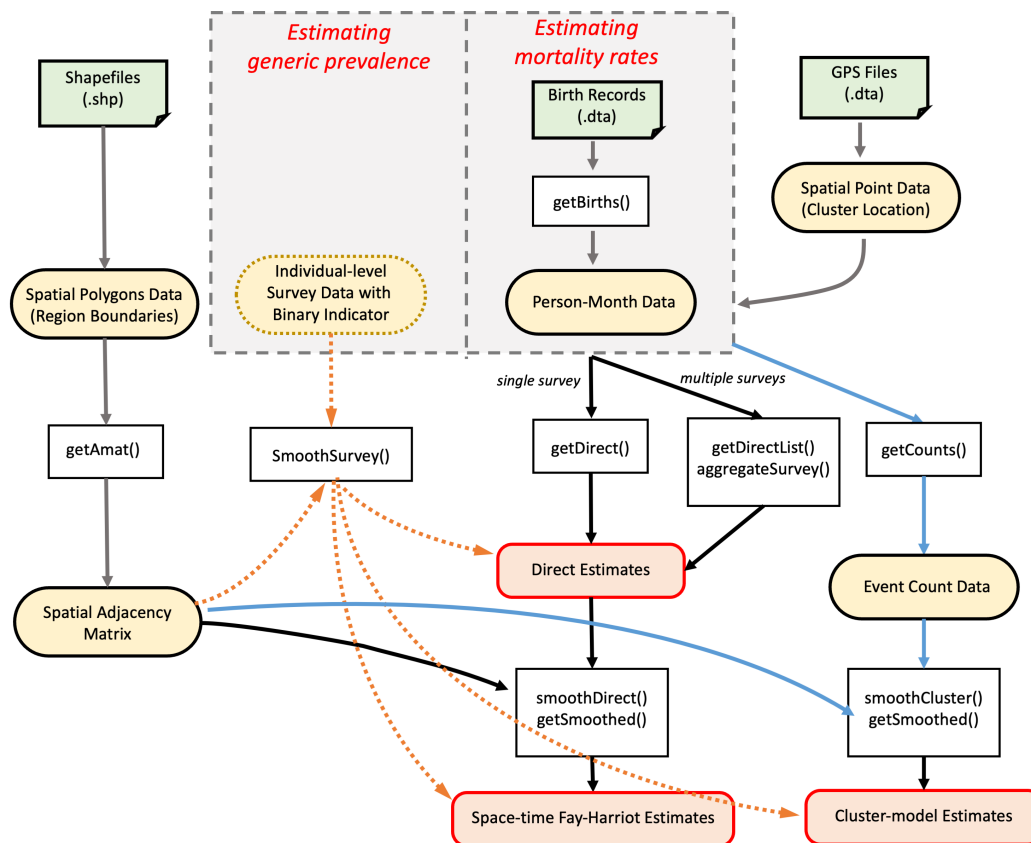 Estimating
generic prevalence
Estimating
mortality rates
Shapefiles
(.shp)
Birth Records
(.dta)
GPS Files
(.dta)
getBirths()
Spatial Point Data
(Cluster Location)
Spatial Polygons Data
(Region Boundaries)
Individual-level
Survey Data with
Binary Indicator
Person-Month Data
single survey
multiple surveys
getAmat()
SmoothSurvey()
getDirect()
getDirectList()
aggregateSurvey()
getCounts()
Direct Estimates
Event Count Data
Spatial Adjacency
Matrix
smoothDirect()
getSmoothed()
smoothCluster()
getSmoothed()
Space-time Fay-Harriot Estimates
Cluster-model Estimates